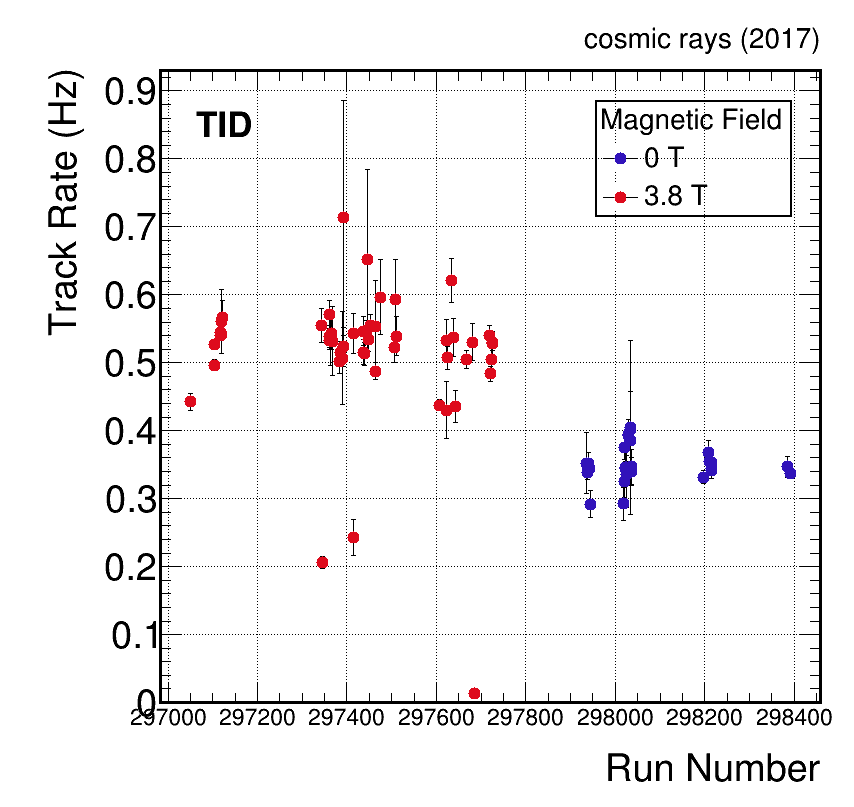 cosmic rays (2017)
Track Rate (Hz)
TID
Magnetic Field
0 T
3.8 T
0.9
0.8
0.7
0.6
0.5
0.4
0.3
0.2
0.1
0
297000 297200 297400 297600 297800 298000 298200 298400
Run Number